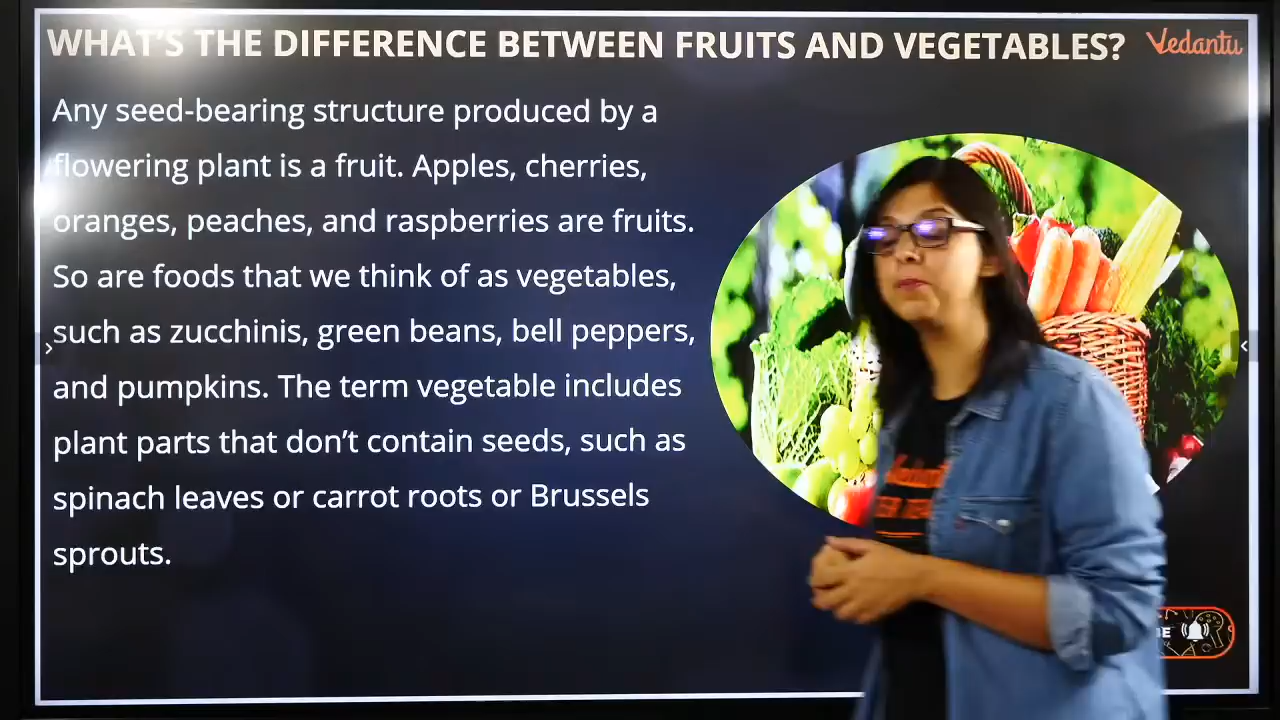 WHAT'S THE DIFFERENCE BETWEEN FRUITS AND VEGETABLES?
Vedantu
Any seed-bearing structure produced by a
flowering plant is a fruit. Apples, cherries,
oranges, peaches, and raspberries are fruits.
So are foods that we think of as vegetables,
such as zucchinis, green beans, bell peppers,
and pumpkins. The term vegetable includes
plant parts that don't contain seeds, such as
spinach leaves or carrot roots or Brussels
sprouts.